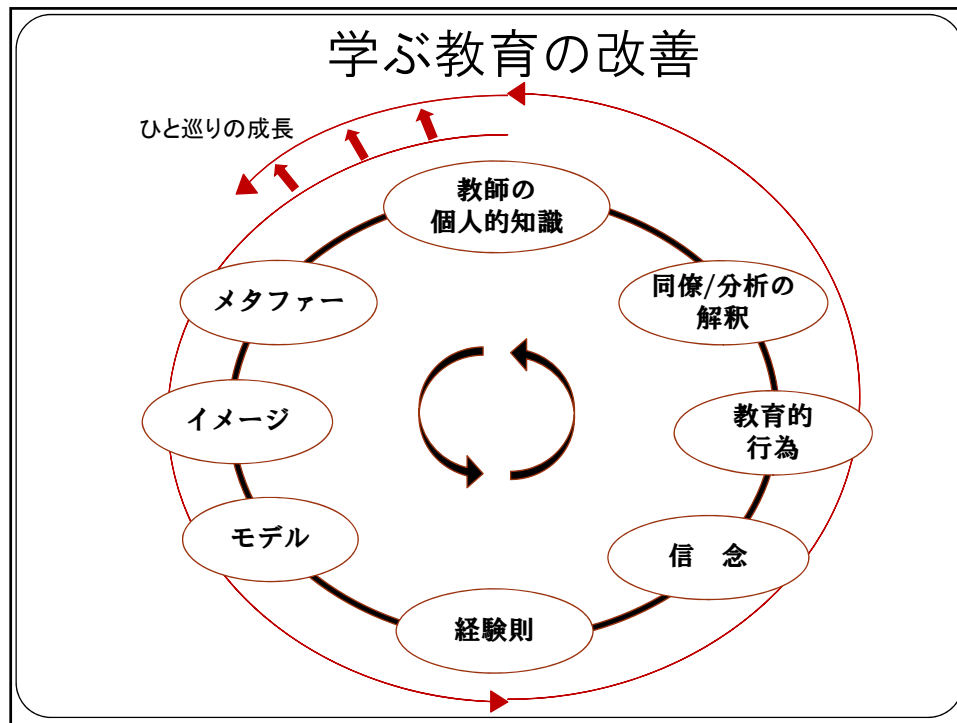 学ぶ教育の改善
ひと巡りの成長
教師の
個人的知識
メタファー
同僚/分析の
解釈
イメージ
教育的
行為
モデル
信　念
経験則